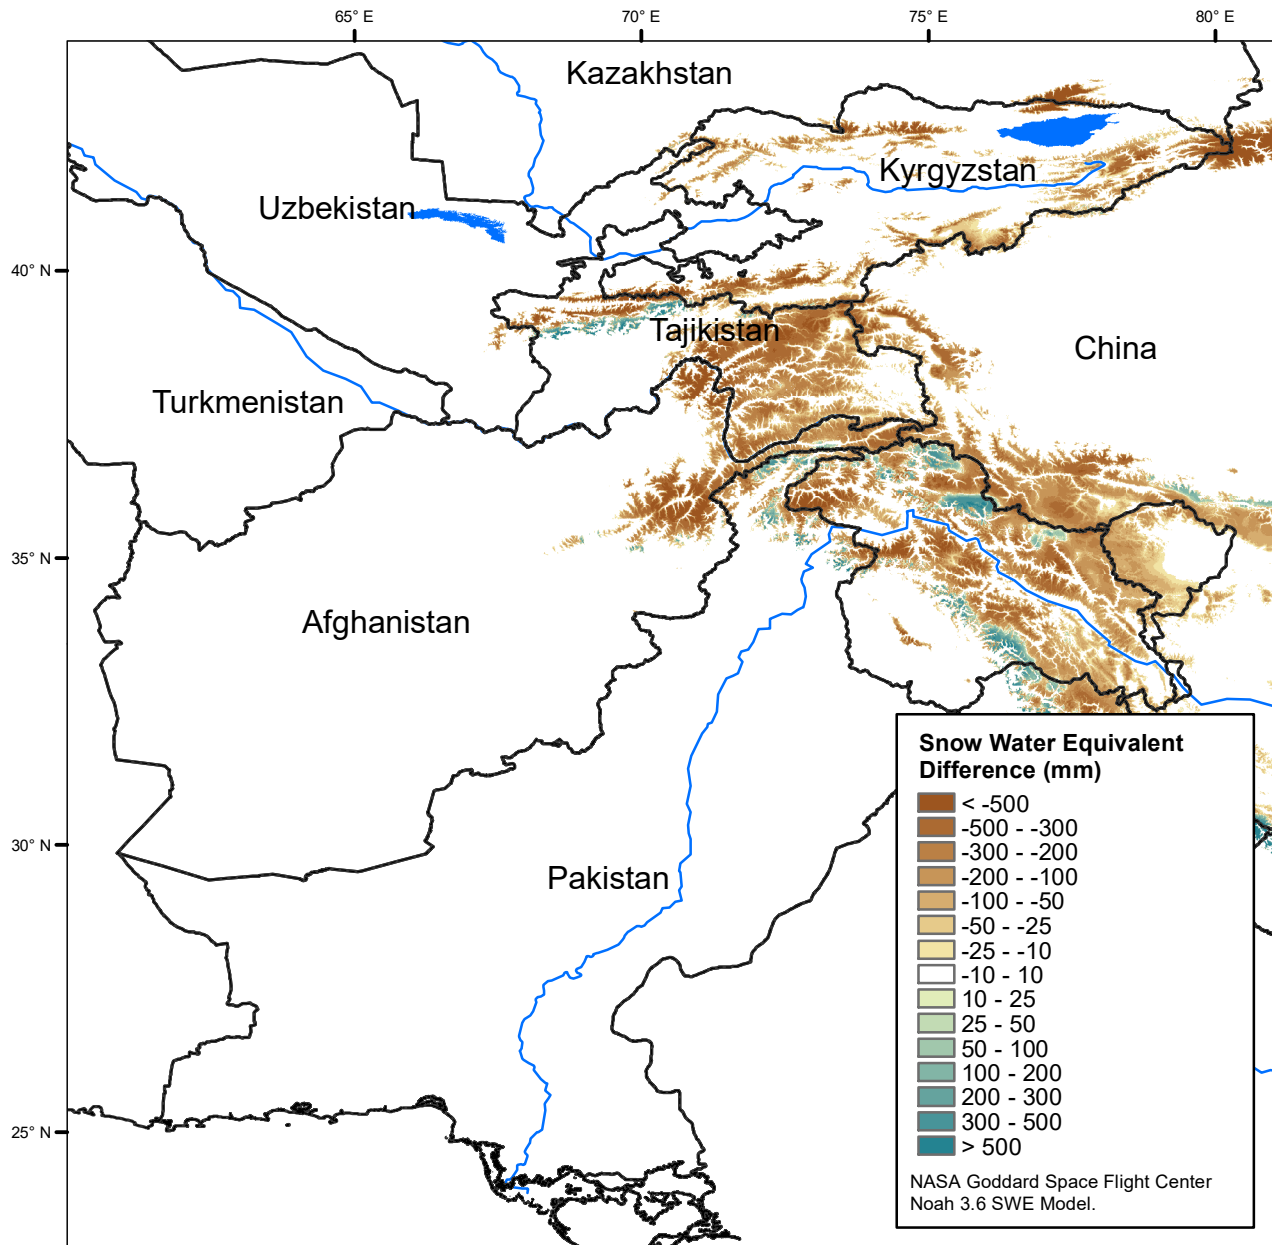 65° E
70° E
75° E
80° E
Kazakhstan
Kyrgyzstan
Uzbekistan
40° N
Tajikistan
China
Turkmenistan
35° N
Afghanistan
30° N
Pakistan
25° N
Snow Water Equivalent
Difference (mm)
< -500
-500 - -300
-300 - -200
-200 - -100
-100 - -50
-50 - -25
-25 - -10
-10 - 10
10 - 25
25 - 50
50 - 100
100 - 200
200 - 300
300 - 500
> 500
NASA Goddard Space Flight Center
Noah 3.6 SWE Model.